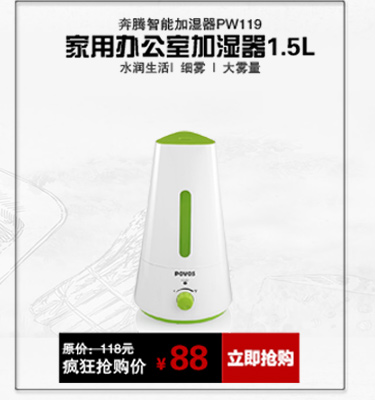 奔腾智能加湿器PW119
家用办公室加湿器1.5L
水润生活| 细雾 | 大雾量
POVOS
原价：118元
疯狂抢购价 ¥88 立即抢购